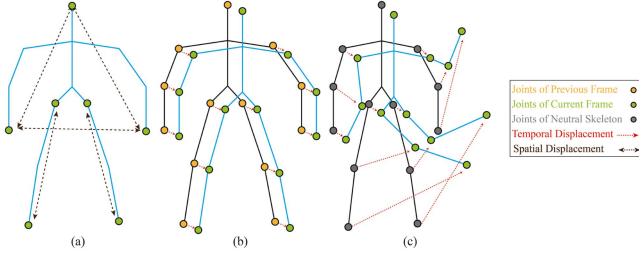 Joints of Previous Frame
Joints of Current Frame
Joints of Neutral Skeleton
Temporal Displacement
Spatial Displacement
(a)
(b)
(c)